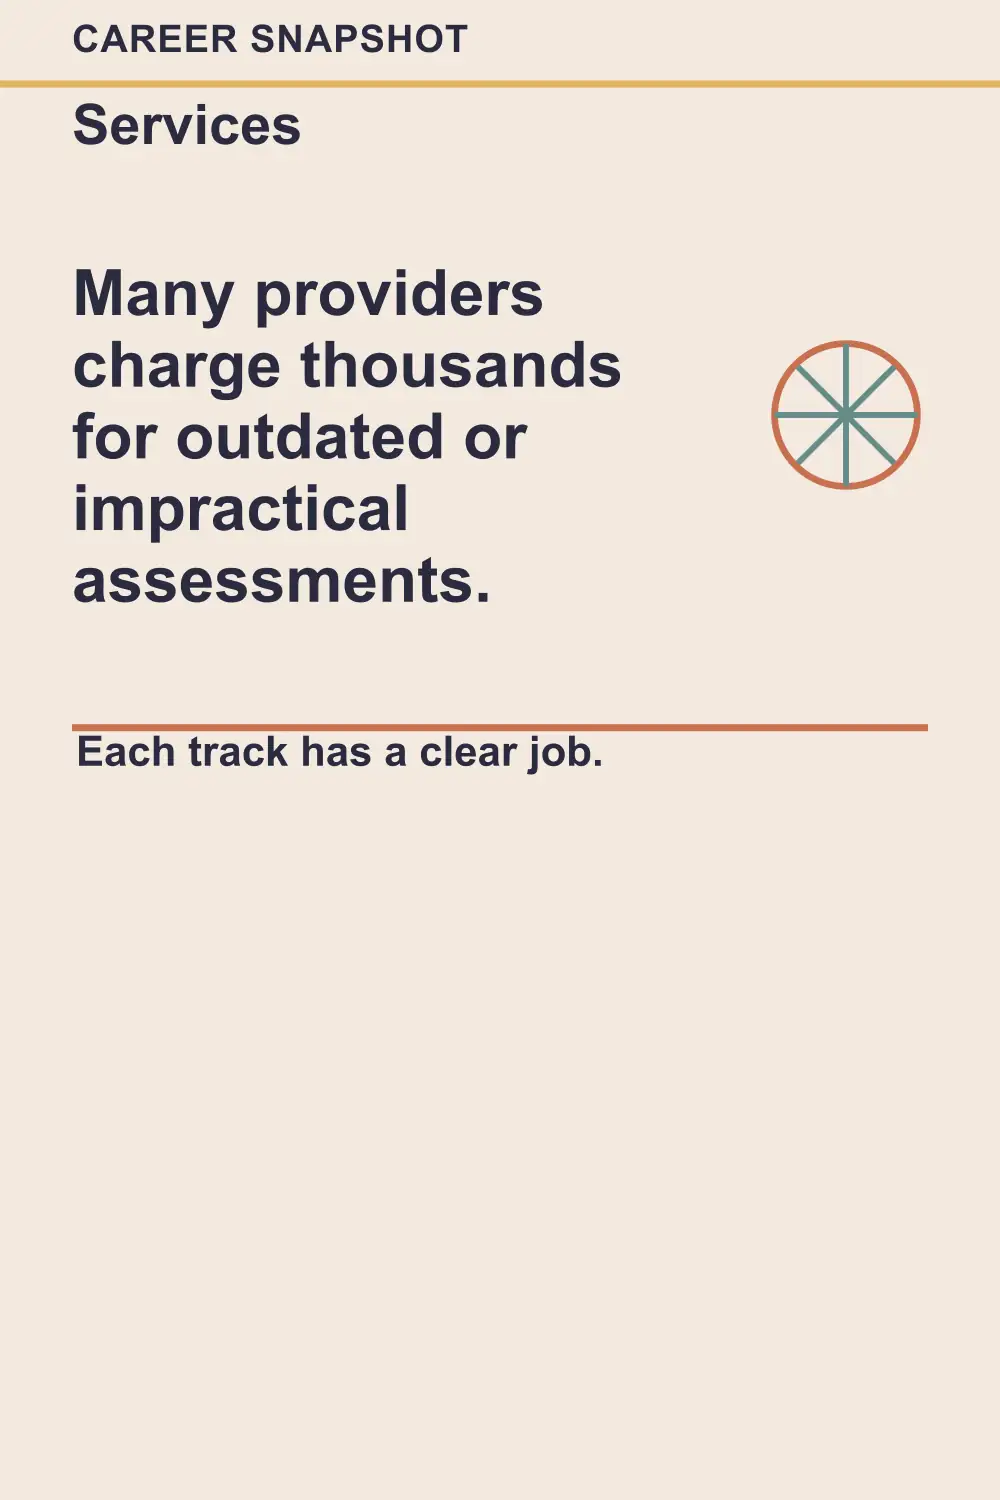 CAREER SNAPSHOT
Services
Many providers
charge thousands
for outdated or
impractical
assessments.
Each track has a clear job.